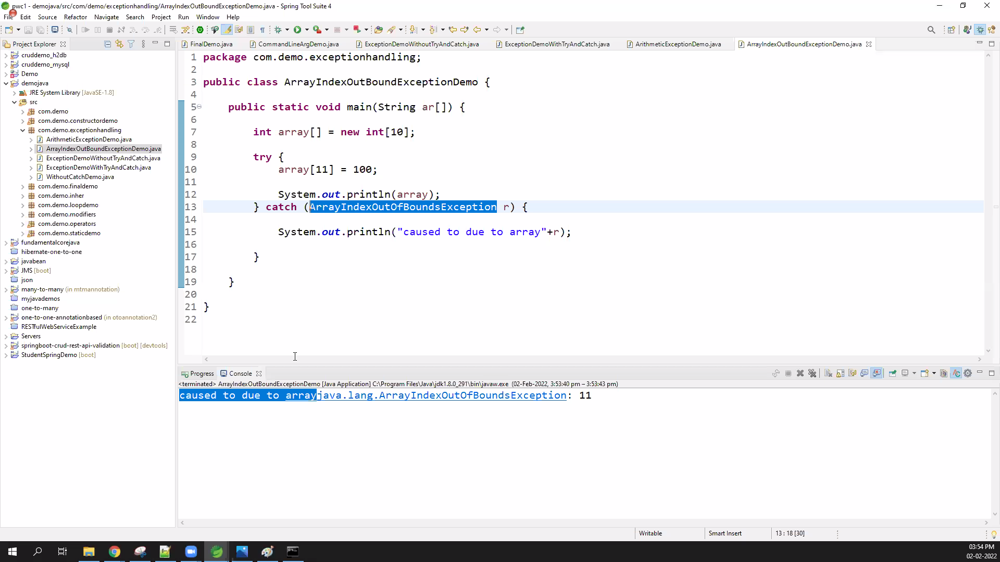 pwc1 - demojava/src/com/demo/exceptionhandling/ArrayIndexOutBoundExceptionDemo.java - Spring Tool Suite 4
File Edit Source Refactor Navigate Search Project Run Window Help
Project Explorer
cruddemo_h2db
cruddemo_mysql
Demo
demojava
JRE System Library [JavaSE-1.8]
src
com.demo
com.demo.constructordemo
com.demo.exceptionhandling
ArithmeticExceptionDemo.java
ArrayIndexOutBoundExceptionDemo.java
ExceptionDemoWithoutTryAndCatch.java
ExceptionDemoWithTryAndCatch.java
WithoutCatchDemo.java
com.demo.finaldemo
com.demo.inher
com.demo.loopdemo
com.demo.modifiers
com.demo.operators
com.demo.staticdemo
fundamentalcorejava
hibernate-one-to-one
javabean
JMS [boot]
json
many-to-many (in mtmannotation)
myjavademos
one-to-many
one-to-one-annotationbased (in otoannotation2)
RESTfulWebServiceExample
Servers
springboot-crud-rest-api-validation [boot] [devtools]
StudentSpringDemo [boot]
FinalDemo.java CommandLineArgDemo.java ExceptionDemoWithoutTryAndCatch.java ExceptionDemoWithTryAndCatch.java ArithmeticExceptionDemo.java ArrayIndexOutBoundExceptionDemo.java
1 package com.demo.exceptionhandling;
2
3 public class ArrayIndexOutBoundExceptionDemo {
4
5 public static void main(String ar[]) {
6
7 int array[] = new int[10];
8
9 try {
10 array[11] = 100;
11
12 System.out.println(array);
13 } catch (ArrayIndexOutOfBoundsException r) {
14
15 System.out.println("caused to due to array"+r);
16
17 }
18
19 }
20
21 }
22
Progress Console
<terminated> ArrayIndexOutBoundExceptionDemo [Java Application] C:\Program Files\Java\jdk1.8.0_291\bin\javaw.exe (02-Feb-2022, 3:53:40 pm – 3:53:43 pm)
caused to due to arrayjava.lang.ArrayIndexOutOfBoundsException: 11
Writable Smart Insert 13 : 18 [30]
03:54 PM
02-02-2022